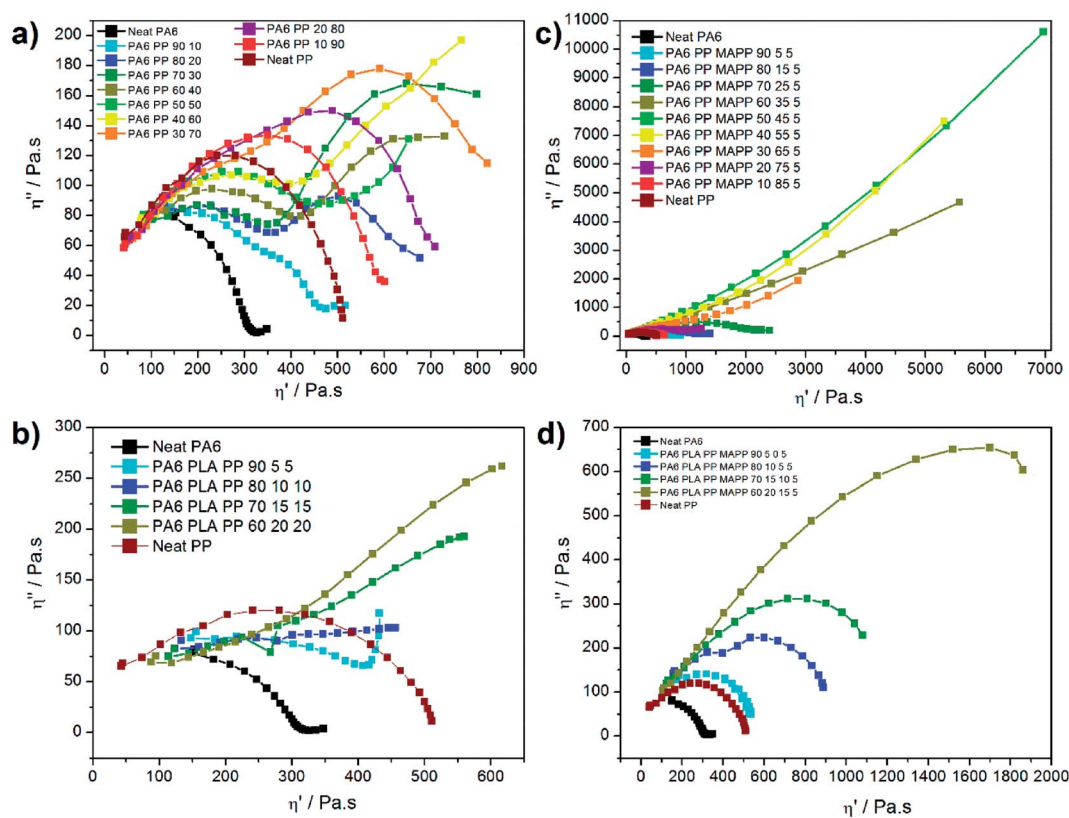 a)
Neat PA6
PA6 PP 90 10
PA6 PP 80 20
PA6 PP 70 30
PA6 PP 60 40
PA6 PP 50 50
PA6 PP 40 60
PA6 PP 30 70
PA6 PP 20 80
PA6 PP 10 90
Neat PP
200
180
160
140
120
100
80
60
40
20
0
η'' / Pa.s
0 100 200 300 400 500 600 700 800 900
η' / Pa.s
c)
Neat PA6
PA6 PP MAPP 90 5 5
PA6 PP MAPP 80 15 5
PA6 PP MAPP 70 25 5
PA6 PP MAPP 60 35 5
PA6 PP MAPP 50 45 5
PA6 PP MAPP 40 55 5
PA6 PP MAPP 30 65 5
PA6 PP MAPP 20 75 5
PA6 PP MAPP 10 85 5
Neat PP
11000
10000
9000
8000
7000
6000
5000
4000
3000
2000
1000
0
η'' / Pa.s
0 1000 2000 3000 4000 5000 6000 7000
η' / Pa.s
b)
Neat PA6
PA6 PLA PP 90 5 5
PA6 PLA PP 80 10 10
PA6 PLA PP 70 15 15
PA6 PLA PP 60 20 20
Neat PP
300
250
200
150
100
50
0
η'' / Pa.s
0 100 200 300 400 500 600
η' / Pa.s
d)
Neat PA6
PA6 PLA PP MAPP 90 5 0 5
PA6 PLA PP MAPP 80 10 5 5
PA6 PLA PP MAPP 70 15 10 5
PA6 PLA PP MAPP 60 20 15 5
Neat PP
700
600
500
400
300
200
100
0
η'' / Pa.s
0 200 400 600 800 1000 1200 1400 1600 1800 2000
η' / Pa.s